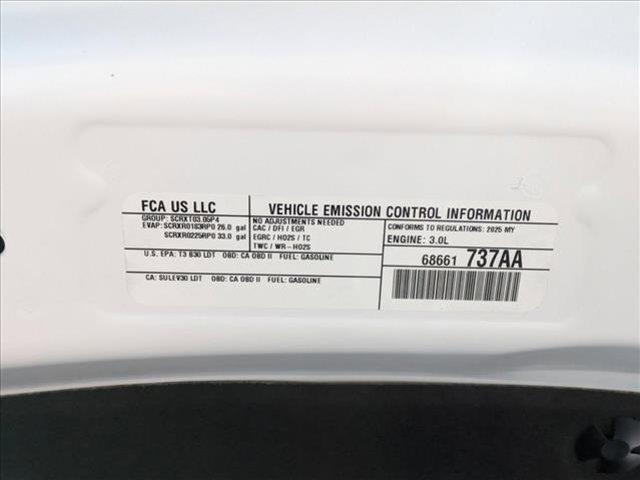 FCA US LLC
VEHICLE EMISSION CONTROL INFORMATION
GROUP: SCRXT03.05P4
EVAP: SCRXR0183RP0 26.0 gal
SCRXR0225RP0 33.0 gal
NO ADJUSTMENTS NEEDED
CAC / DFI / EGR
EGRC / HO2S / TC
TWC / WR-HO2S
CONFORMS TO REGULATIONS: 2025 MY
ENGINE: 3.0L
U.S. EPA: T3 B30 LDT OBD: CA OBD II FUEL: GASOLINE
CA: SULEV30 LDT OBD: CA OBD II FUEL: GASOLINE
68661 737AA